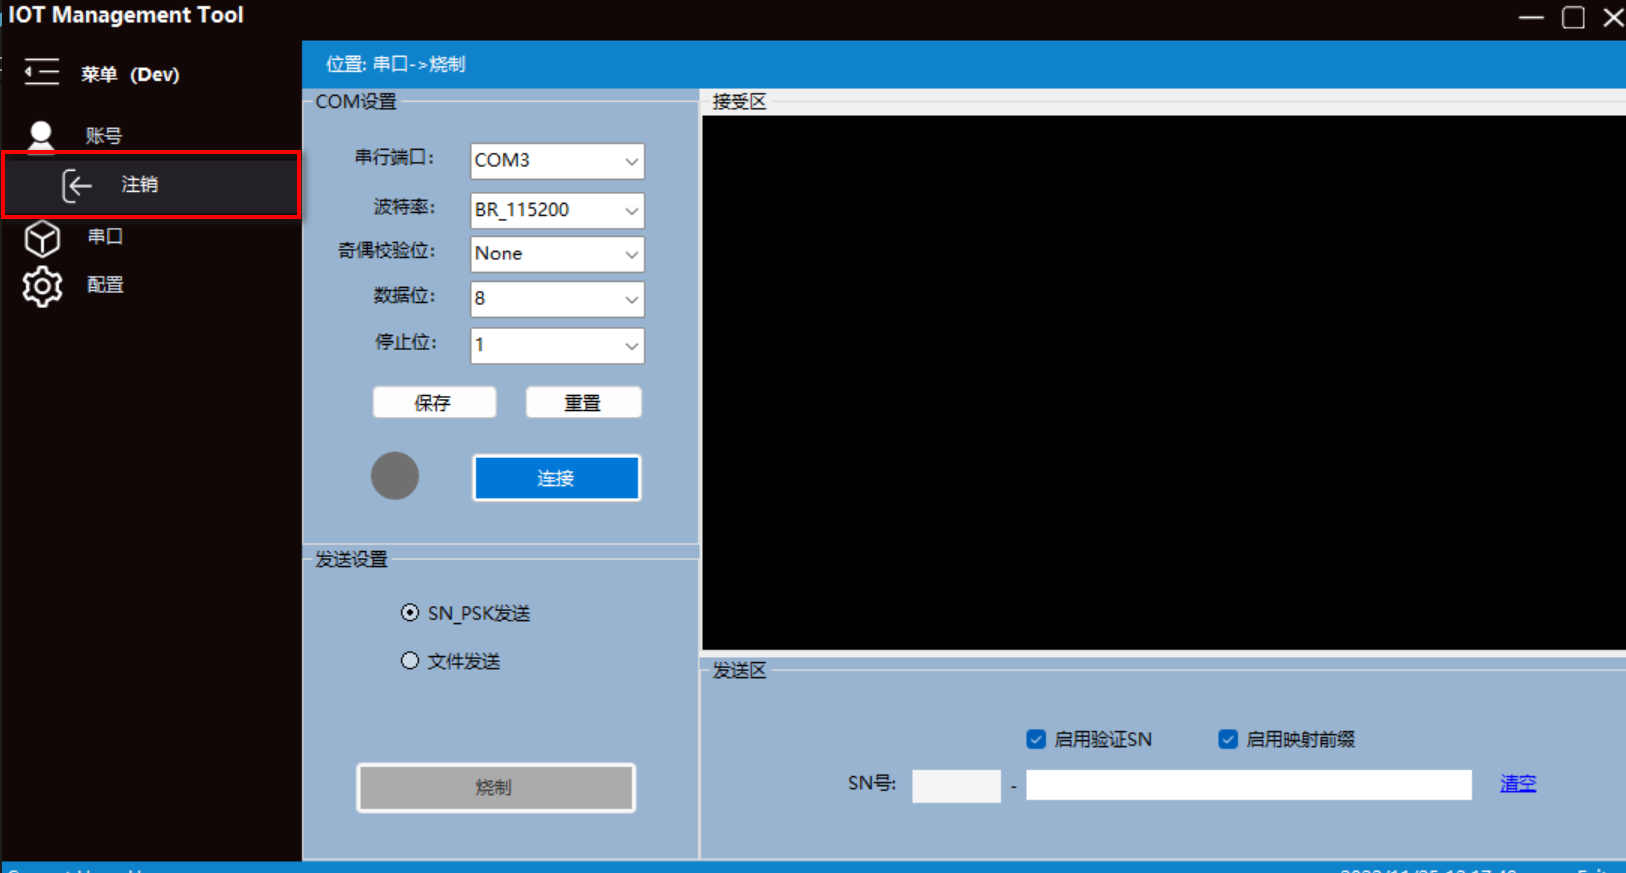 IOT Management Tool
菜单 (Dev)
账号
注销
串口
配置
位置: 串口->烧制
COM设置
串行端口: COM3
波特率: BR_115200
奇偶校验位: None
数据位: 8
停止位: 1
保存 重置
连接
发送设置
SN_PSK发送
文件发送
烧制
接受区
发送区
启用验证SN 启用映射前缀
SN号: - 清空